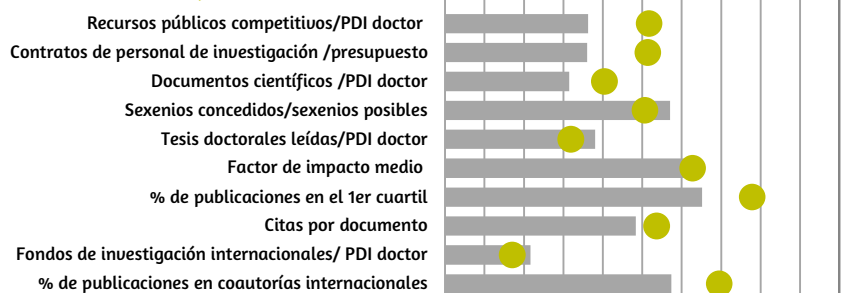 Recursos públicos competitivos/PDI doctor
Contratos de personal de investigación /presupuesto
Documentos científicos /PDI doctor
Sexenios concedidos/sexenios posibles
Tesis doctorales leídas/PDI doctor
Factor de impacto medio
% de publicaciones en el 1er cuartil
Citas por documento
Fondos de investigación internacionales/ PDI doctor
% de publicaciones en coautorías internacionales